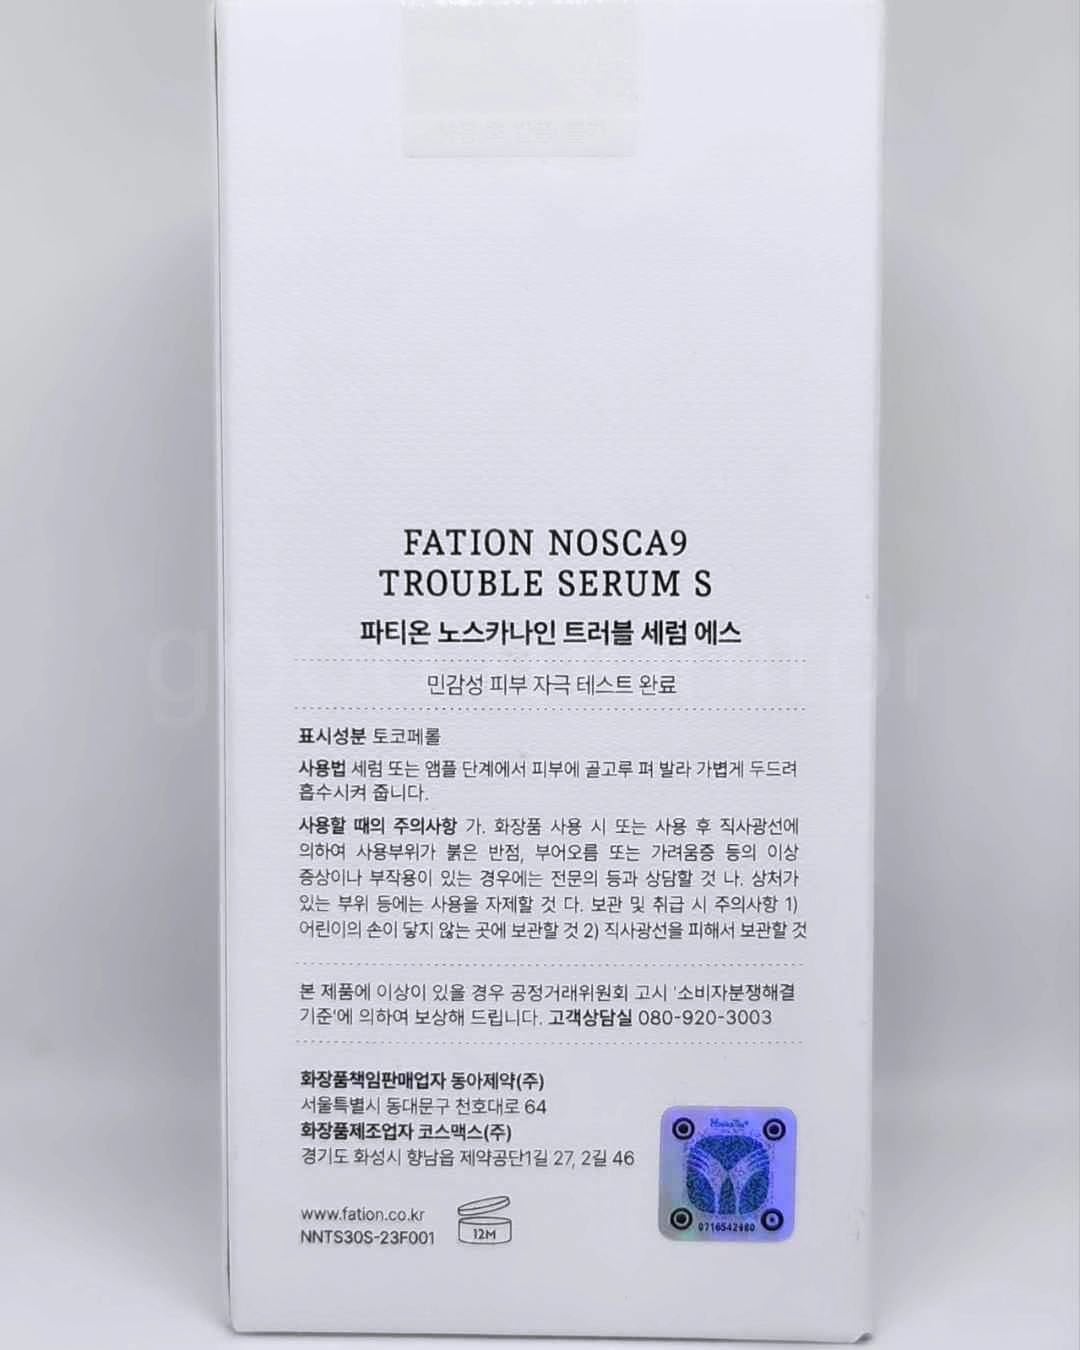 FATION NOSCA9
TROUBLE SERUM S
파티온 노스카나인 트러블 세럼 에스
민감성 피부 자극 테스트 완료
표시성분 토코페롤
사용법 세럼 또는 앰플 단계에서 피부에 골고루 펴 발라 가볍게 두드려
흡수시켜 줍니다.
사용할 때의 주의사항 가. 화장품 사용 시 또는 사용 후 직사광선에
의하여 사용부위가 붉은 반점, 부어오름 또는 가려움증 등의 이상
증상이나 부작용이 있는 경우에는 전문의 등과 상담할 것 나. 상처가
있는 부위 등에는 사용을 자제할 것 다. 보관 및 취급 시 주의사항 1)
어린이의 손이 닿지 않는 곳에 보관할 것 2) 직사광선을 피해서 보관할 것
본 제품에 이상이 있을 경우 공정거래위원회 고시 '소비자분쟁해결
기준'에 의하여 보상해 드립니다. 고객상담실 080-920-3003
화장품책임판매업자 동아제약(주)
서울특별시 동대문구 천호대로 64
화장품제조업자 코스맥스(주)
경기도 화성시 향남읍 제약공단1길 27, 2길 46
www.fation.co.kr
NNTS30S-23F001
12M